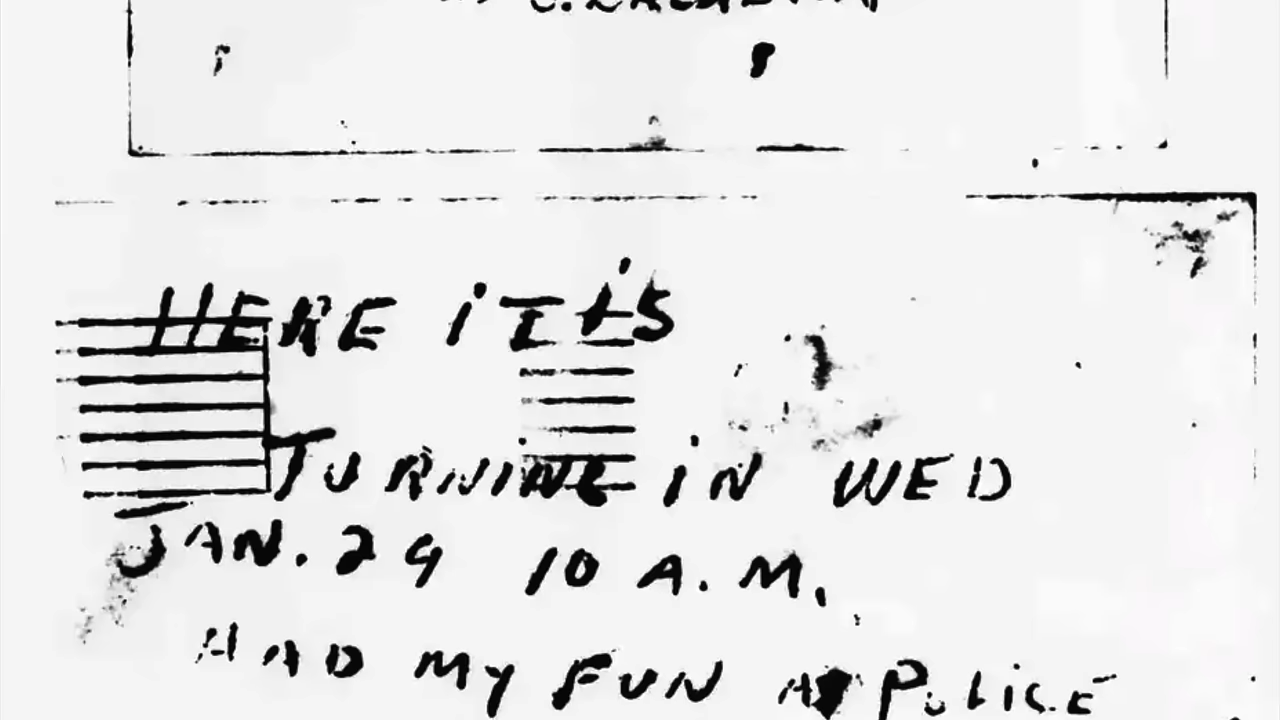 HERE iT iS
TURNING iN WED
JAN. 29 10 A.M.
HAD MY FUN AT POLiCE